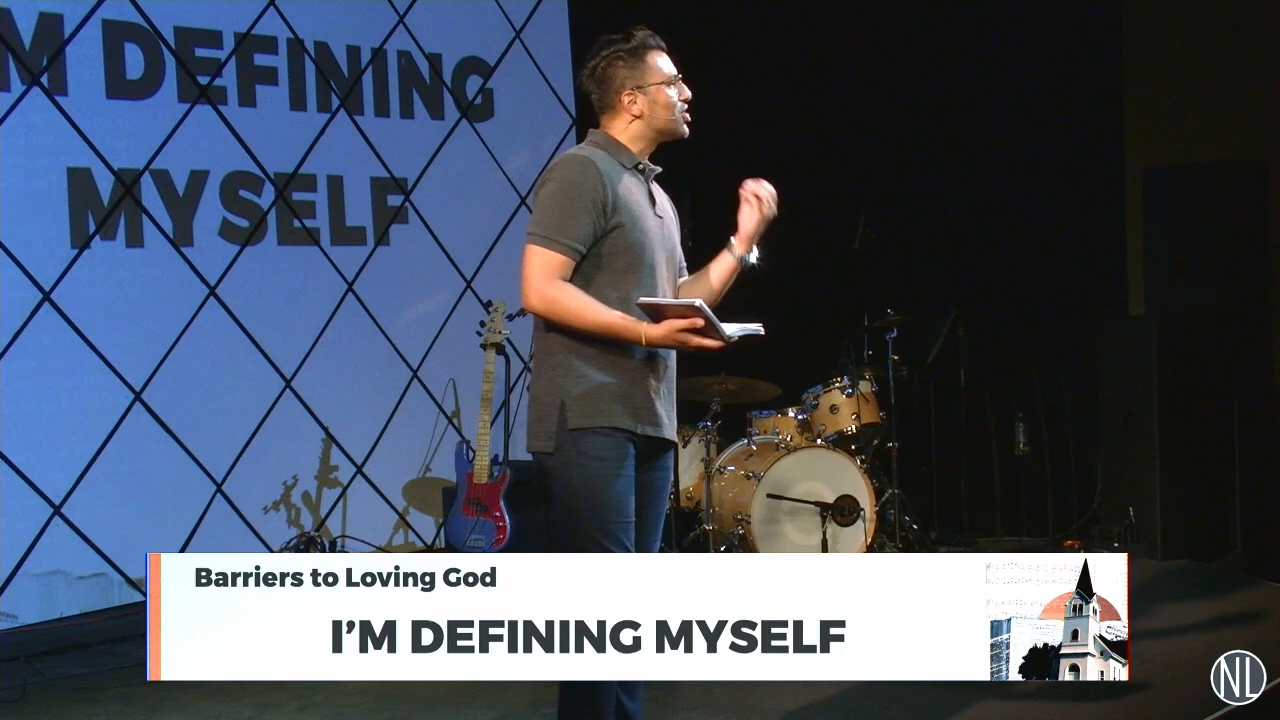 'M DEFINING
MYSELF
Barriers to Loving God
I'M DEFINING MYSELF
NL